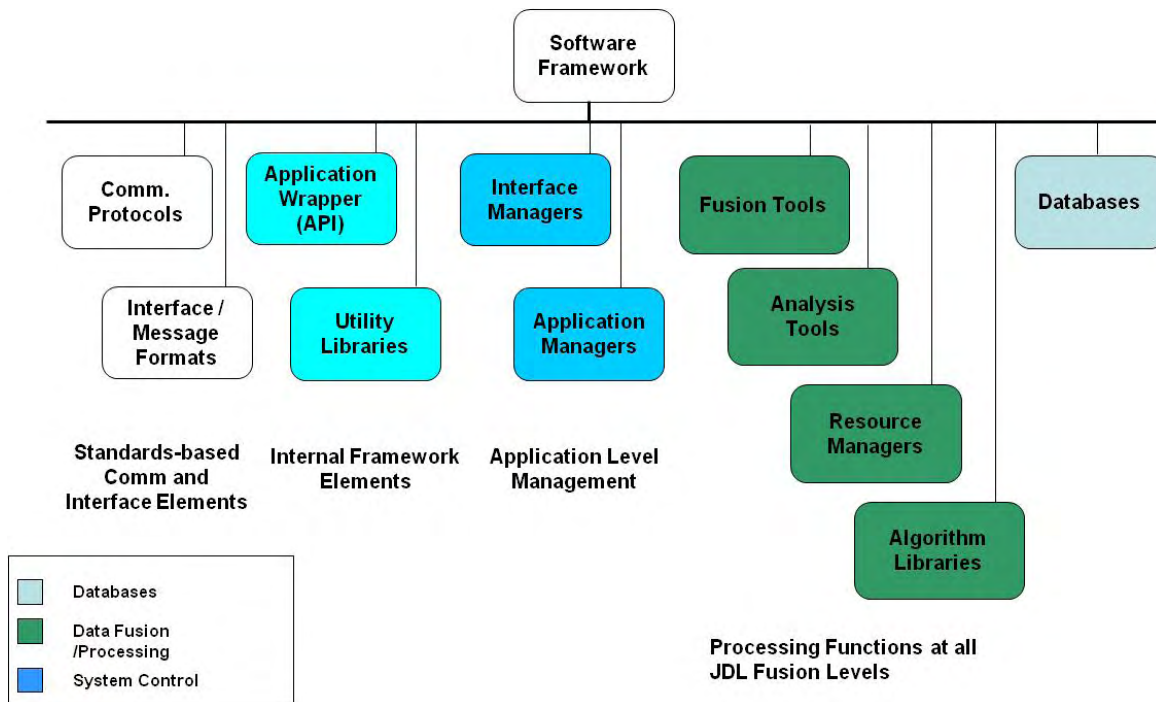 Software
Framework
Comm.
Protocols
Application
Wrapper
(API)
Interface
Managers
Fusion Tools
Databases
Interface /
Message
Formats
Utility
Libraries
Application
Managers
Analysis
Tools
Resource
Managers
Algorithm
Libraries
Standards-based
Comm and
Interface Elements
Internal Framework
Elements
Application Level
Management
Processing Functions at all
JDL Fusion Levels
Databases
Data Fusion
/Processing
System Control